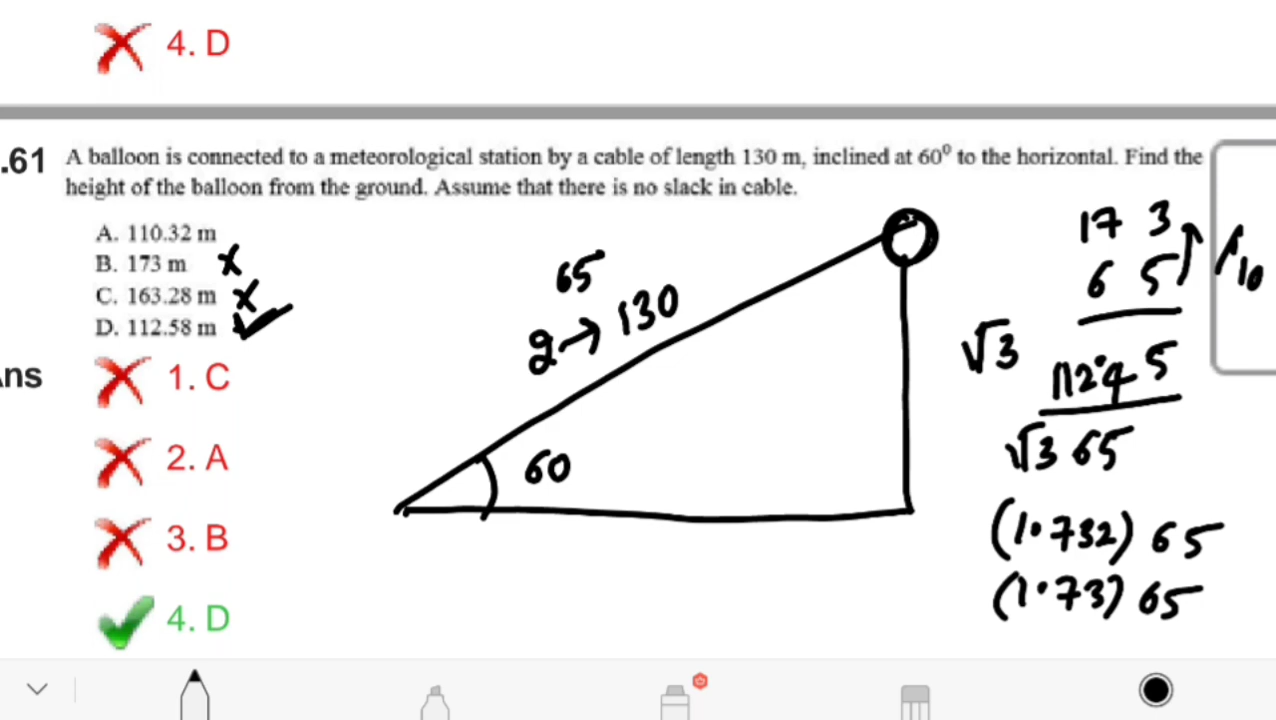 4. D
.61 A balloon is connected to a meteorological station by a cable of length 130 m, inclined at 60⁰ to the horizontal. Find the
height of the balloon from the ground. Assume that there is no slack in cable.
A. 110.32 m
B. 173 m x
C. 163.28 m x
D. 112.58 m
ns
1. C
2. A
3. B
4. D
65
2→130
60
√3
17 3
6 5
/10
112.45
√3 65
(1.732) 65
(1.73) 65